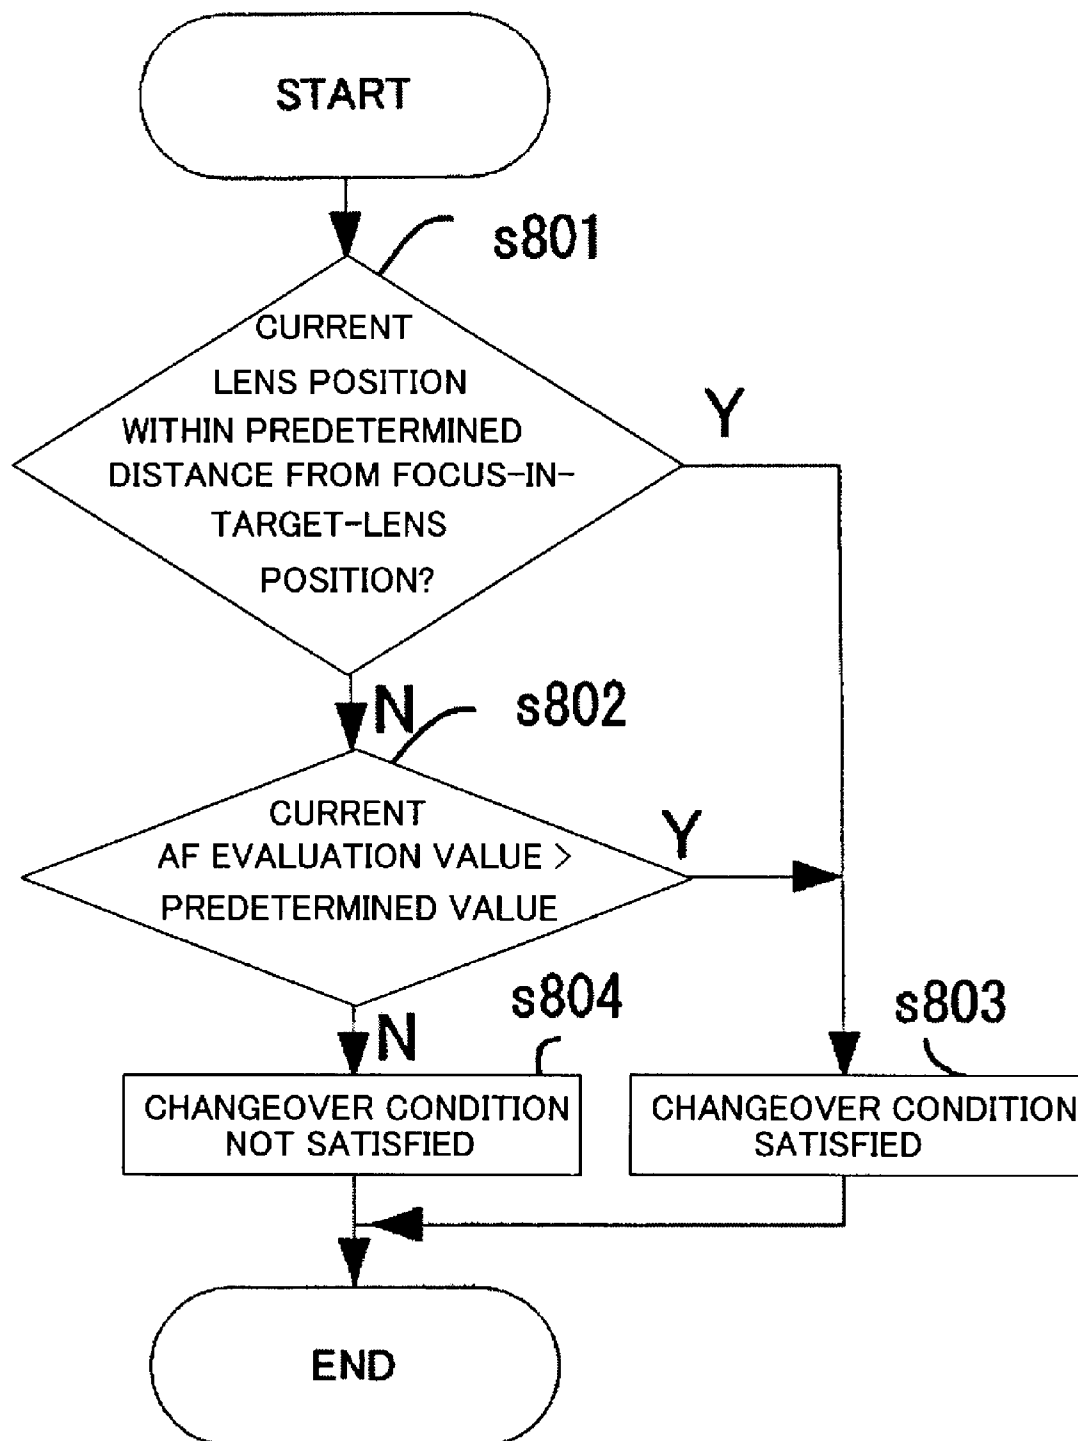 START
s801
CURRENT
LENS POSITION
WITHIN PREDETERMINED
DISTANCE FROM FOCUS-IN-
TARGET-LENS
POSITION?
Y
N
s802
CURRENT
AF EVALUATION VALUE >
PREDETERMINED VALUE
Y
N
s804
s803
CHANGEOVER CONDITION
NOT SATISFIED
CHANGEOVER CONDITION
SATISFIED
END